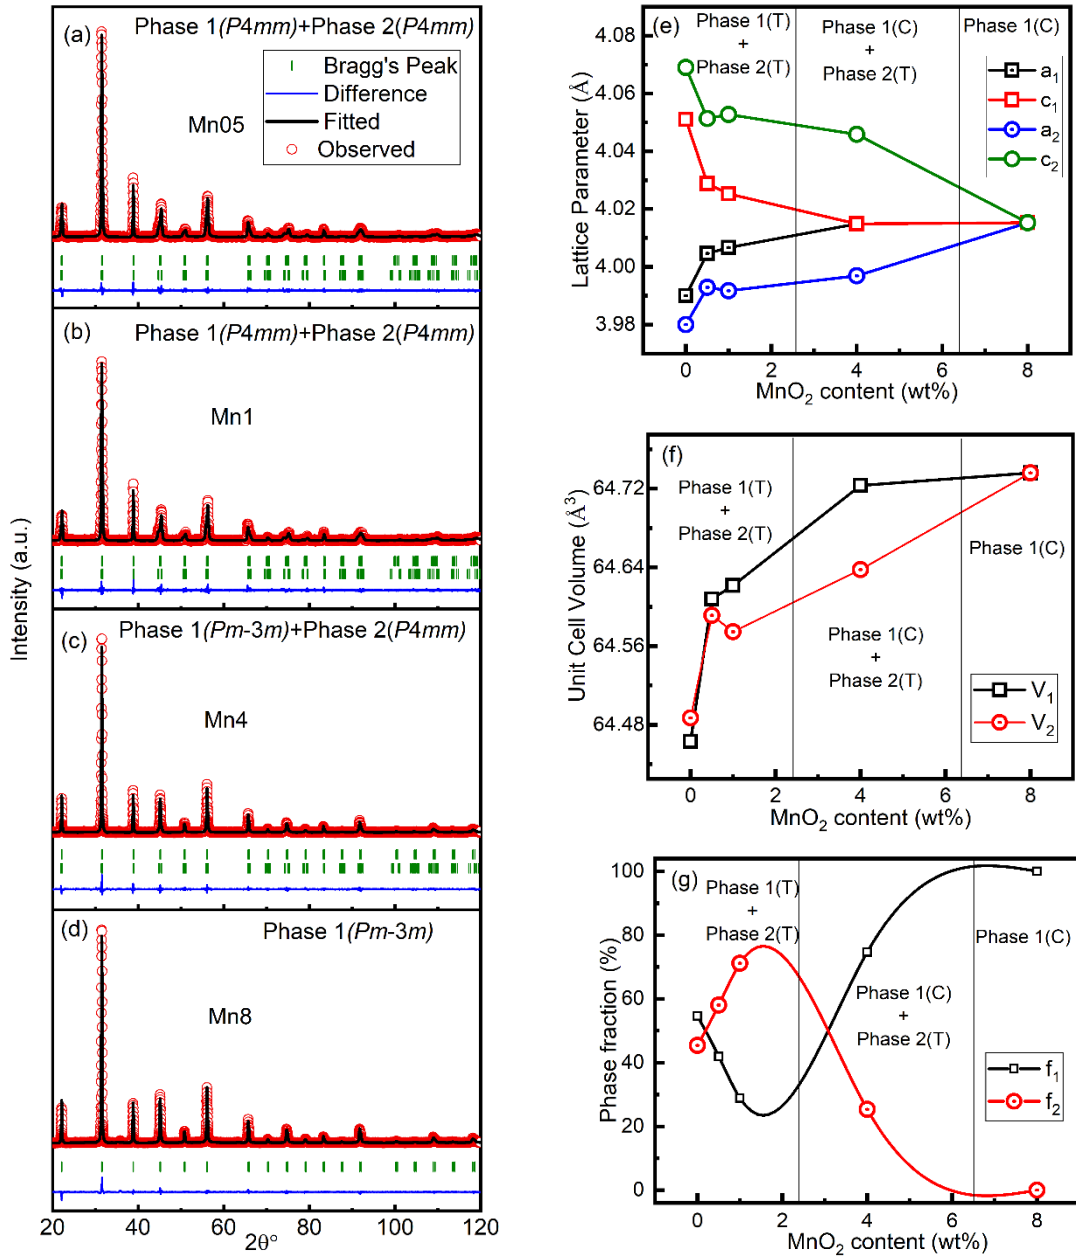 (a) Phase 1(P4mm)+Phase 2(P4mm)
Bragg's Peak
Difference
Fitted
Observed
Mn05
(b) Phase 1(P4mm)+Phase 2(P4mm)
Mn1
(c) Phase 1(Pm-3m)+Phase 2(P4mm)
Mn4
(d) Phase 1(Pm-3m)
Mn8
Intensity (a.u.)
20 40 60 80 100 120
2θ°
(e) Phase 1(T)
+
Phase 2(T)
Phase 1(C)
+
Phase 2(T)
Phase 1(C)
a₁
c₁
a₂
c₂
4.08
4.06
4.04
4.02
4.00
3.98
Lattice Parameter (Å)
0 2 4 6 8
MnO₂ content (wt%)
(f)
Phase 1(T)
+
Phase 2(T)
Phase 1(C)
Phase 1(C)
+
Phase 2(T)
V₁
V₂
64.72
64.64
64.56
64.48
Unit Cell Volume (Å³)
0 2 4 6 8
MnO₂ content (wt%)
(g)
Phase 1(T)
+
Phase 2(T)
Phase 1(C)
Phase 1(C)
+
Phase 2(T)
f₁
f₂
100
80
60
40
20
0
Phase fraction (%)
0 2 4 6 8
MnO₂ content (wt%)